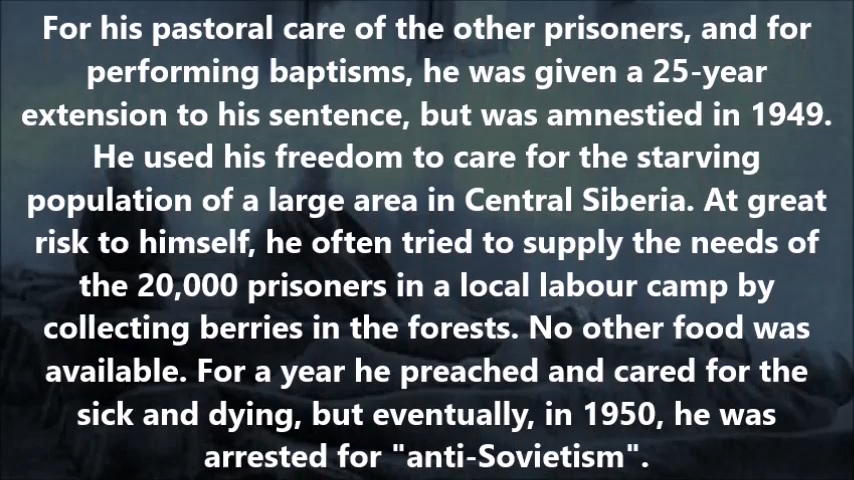 For his pastoral care of the other prisoners, and for
performing baptisms, he was given a 25-year
extension to his sentence, but was amnestied in 1949.
He used his freedom to care for the starving
population of a large area in Central Siberia. At great
risk to himself, he often tried to supply the needs of
the 20,000 prisoners in a local labour camp by
collecting berries in the forests. No other food was
available. For a year he preached and cared for the
sick and dying, but eventually, in 1950, he was
arrested for "anti-Sovietism".